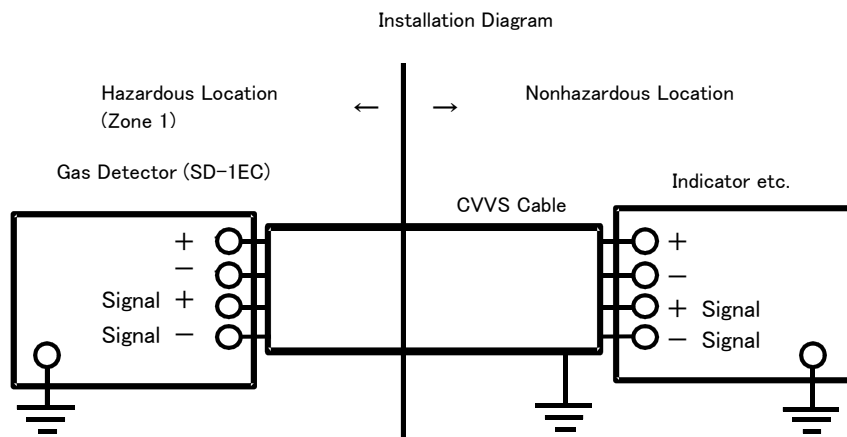 Installation Diagram
Hazardous Location
(Zone 1)
← →
Nonhazardous Location
Gas Detector (SD-1EC)
CVVS Cable
Indicator etc.
+
−
Signal +
Signal −
+
−
+ Signal
− Signal